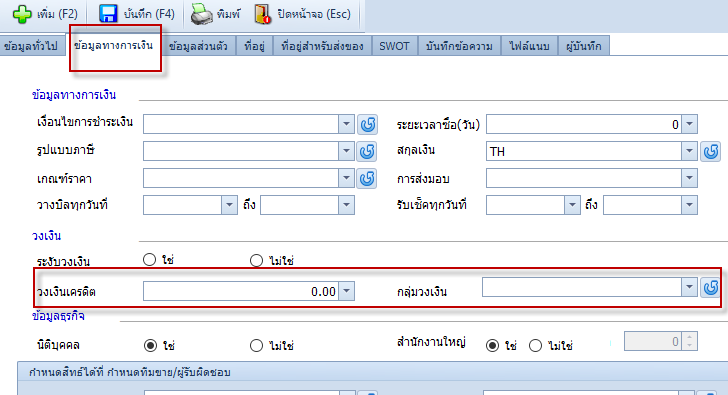 เพิ่ม (F2) บันทึก (F4) พิมพ์ ปิดหน้าจอ (Esc)
ข้อมูลทั่วไป ข้อมูลทางการเงิน ข้อมูลส่วนตัว ที่อยู่ ที่อยู่สำหรับส่งของ SWOT บันทึกข้อความ ไฟล์แนบ ผู้บันทึก
ข้อมูลทางการเงิน
เงื่อนไขการชำระเงิน ระยะเวลาซื้อ(วัน) 0
รูปแบบภาษี สกุลเงิน TH
เกณฑ์ราคา การส่งมอบ
วางบิลทุกวันที่ ถึง รับเช็คทุกวันที่ ถึง
วงเงิน
ระงับวงเงิน ใช่ ไม่ใช่
วงเงินเครดิต 0.00 กลุ่มวงเงิน
ข้อมูลธุรกิจ
นิติบุคคล ใช่ ไม่ใช่ สำนักงานใหญ่ ใช่ ไม่ใช่ 0
กำหนดสิทธ์ได้ที่ กำหนดทีมขาย/ผู้รับผิดชอบ